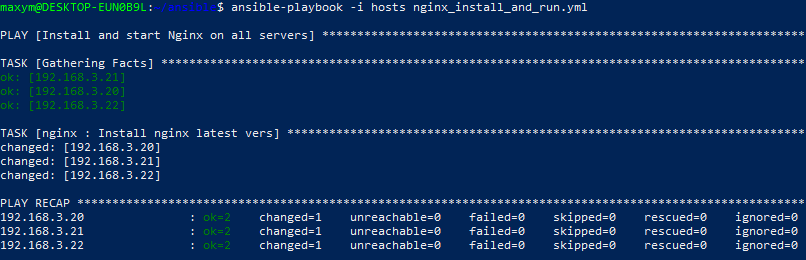 maxym@DESKTOP-EUN0B9L:~/ansible$ ansible-playbook -i hosts nginx_install_and_run.yml
PLAY [Install and start Nginx on all servers] *********************************************************************
TASK [Gathering Facts] ********************************************************************************************
ok: [192.168.3.21]
ok: [192.168.3.20]
ok: [192.168.3.22]
TASK [nginx : Install nginx latest vers] **************************************************************************
changed: [192.168.3.20]
changed: [192.168.3.21]
changed: [192.168.3.22]
PLAY RECAP ********************************************************************************************************
192.168.3.20 : ok=2 changed=1 unreachable=0 failed=0 skipped=0 rescued=0 ignored=0
192.168.3.21 : ok=2 changed=1 unreachable=0 failed=0 skipped=0 rescued=0 ignored=0
192.168.3.22 : ok=2 changed=1 unreachable=0 failed=0 skipped=0 rescued=0 ignored=0